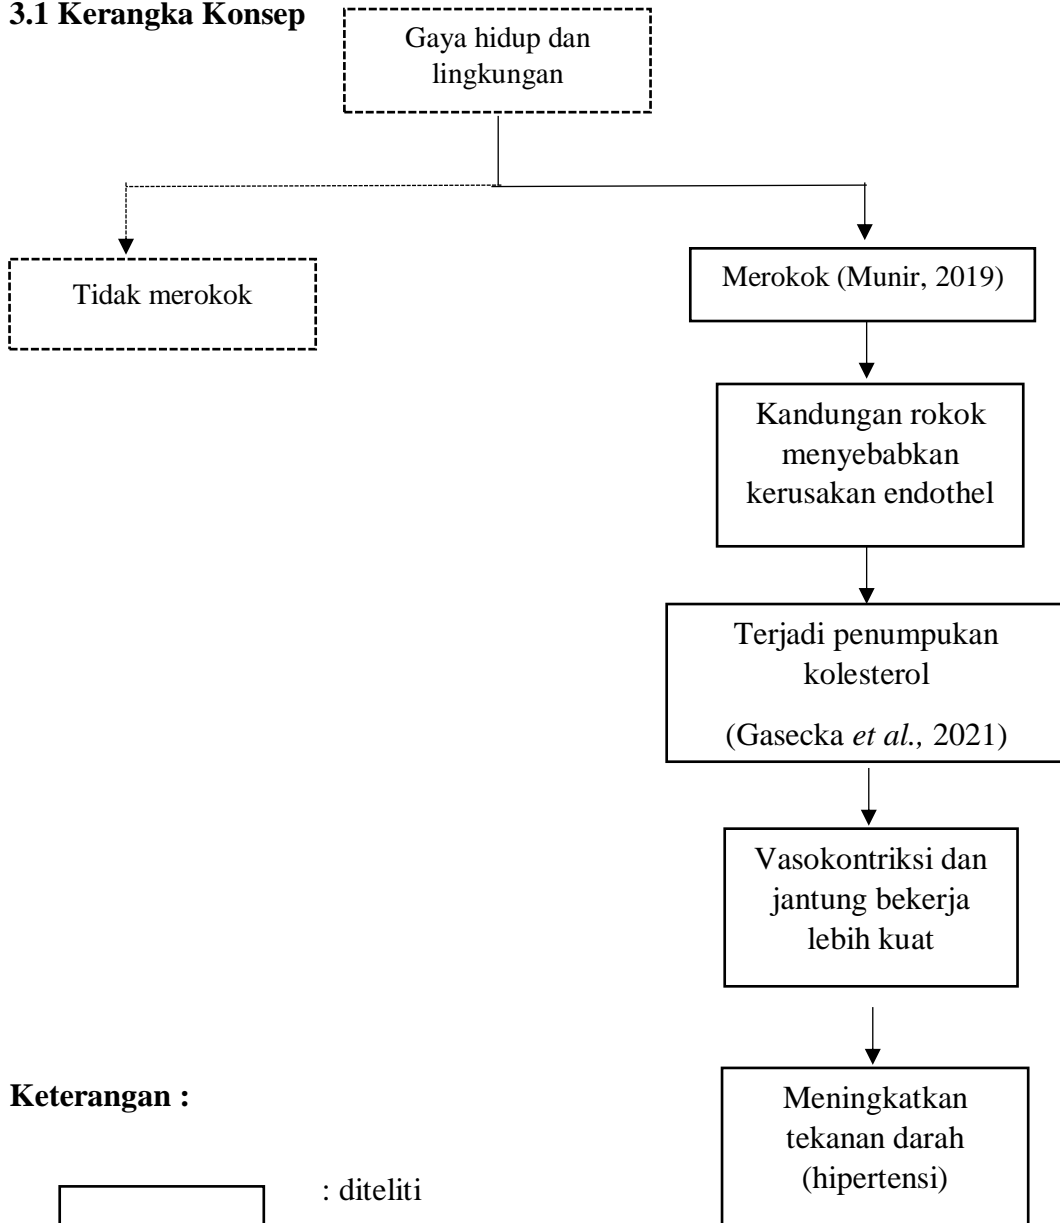 3.1 Kerangka Konsep
Gaya hidup dan
lingkungan
Tidak merokok
Merokok (Munir, 2019)
Kandungan rokok
menyebabkan
kerusakan endothel
Terjadi penumpukan
kolesterol
(Gasecka et al., 2021)
Vasokontriksi dan
jantung bekerja
lebih kuat
Meningkatkan
tekanan darah
(hipertensi)
Keterangan :
: diteliti